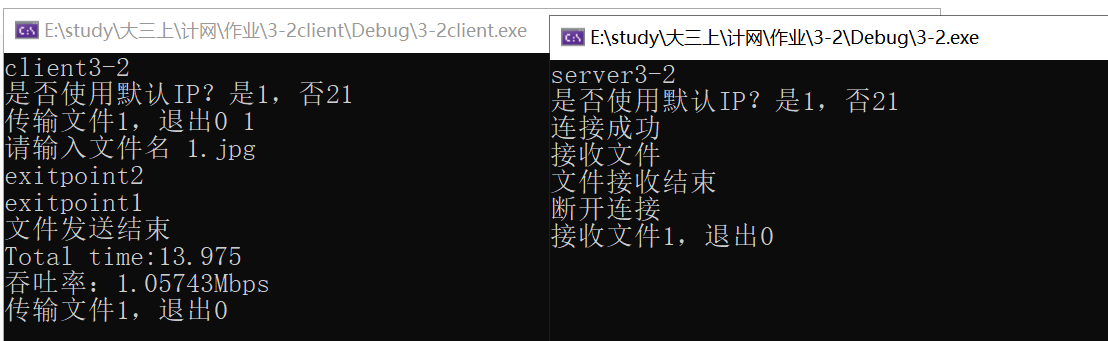 E:\study\大三上\计网\作业\3-2client\Debug\3-2client.exe
client3-2
是否使用默认IP？是1，否21
传输文件1，退出0 1
请输入文件名 1.jpg
exitpoint2
exitpoint1
文件发送结束
Total time:13.975
吞吐率：1.05743Mbps
传输文件1，退出0
E:\study\大三上\计网\作业\3-2\Debug\3-2.exe
server3-2
是否使用默认IP？是1，否21
连接成功
接收文件
文件接收结束
断开连接
接收文件1，退出0